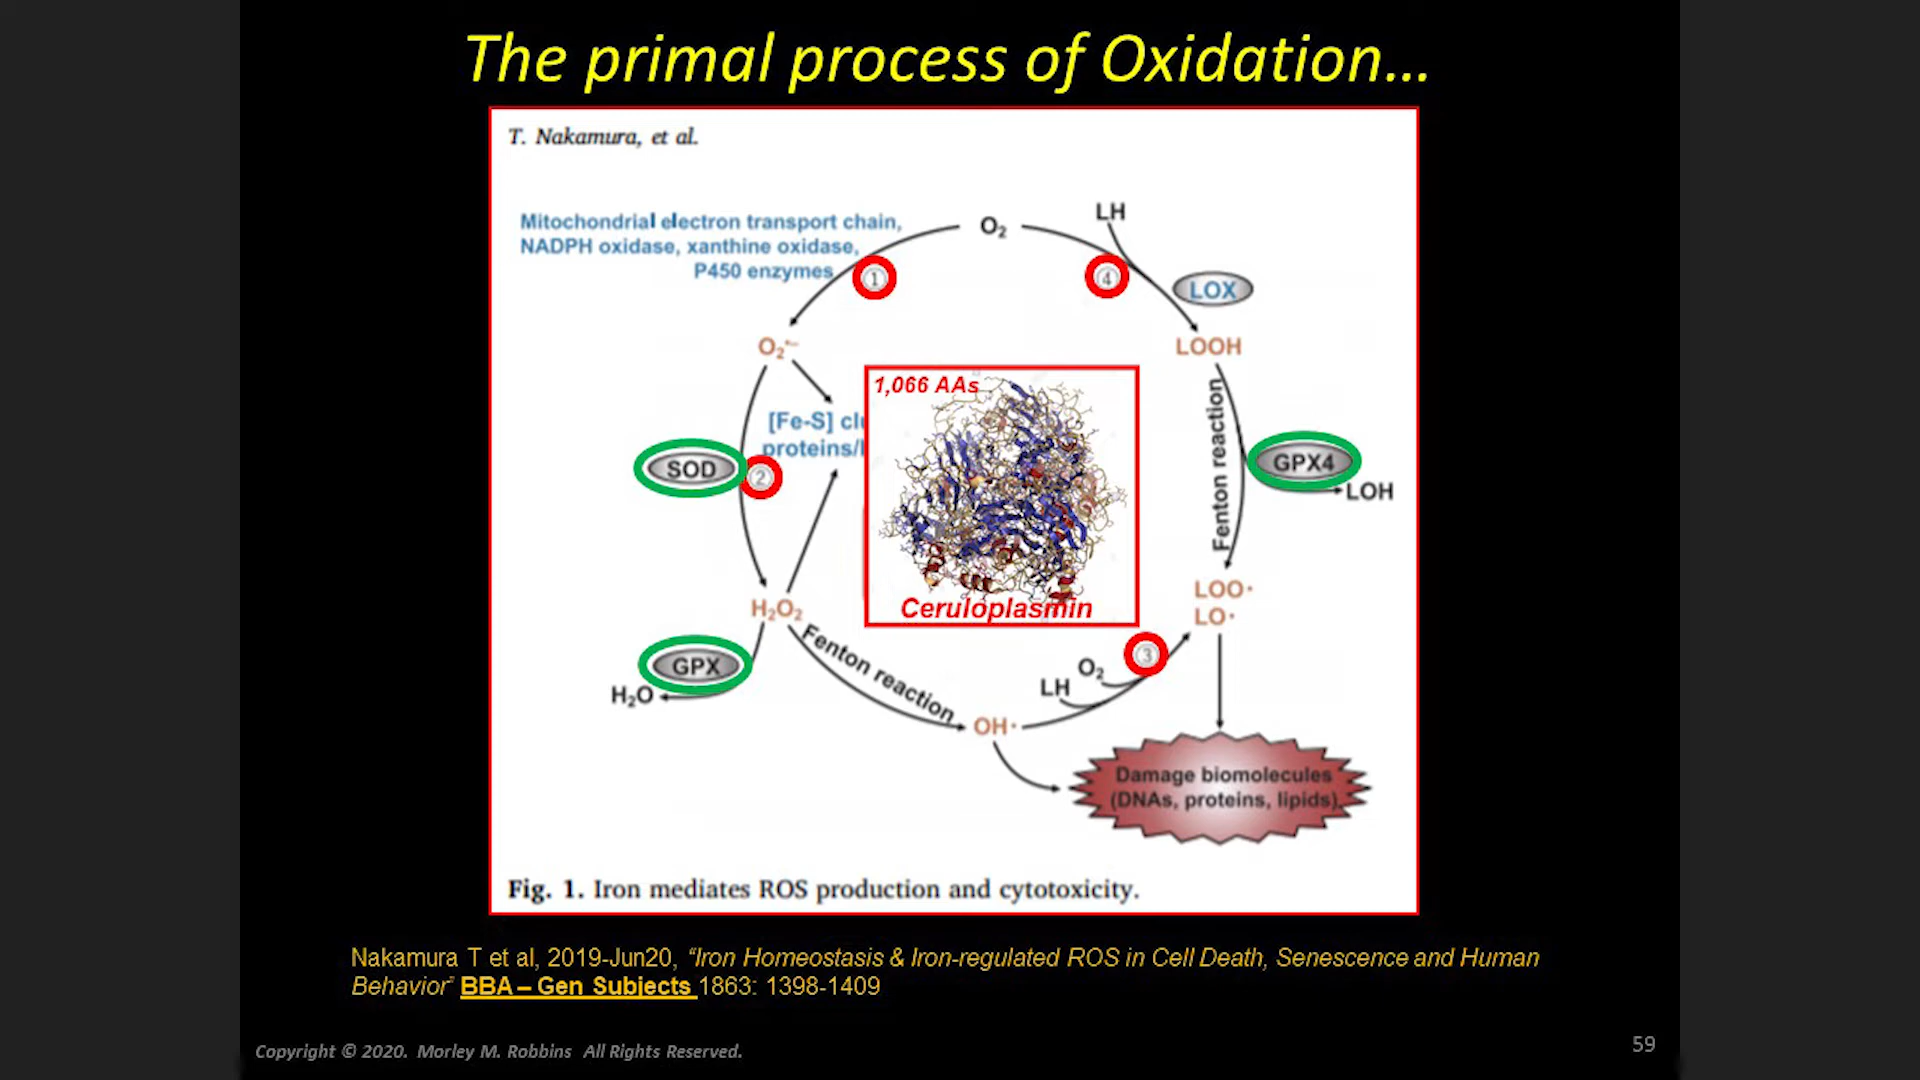 The primal process of Oxidation...
T. Nakamura, et al.
Mitochondrial electron transport chain,
NADPH oxidase, xanthine oxidase,
P450 enzymes
O₂
LH
1
4
LOX
O₂•−
LOOH
1,066 AAs
[Fe-S] clu
proteins/
SOD
2
Fenton reaction
GPX4
LOH
H₂O₂
Ceruloplasmin
LOO•
LO•
GPX
H₂O
Fenton reaction
O₂
3
LH
OH•
Damage biomolecules
(DNAs, proteins, lipids)
Fig. 1. Iron mediates ROS production and cytotoxicity.
Nakamura T et al, 2019-Jun20, “Iron Homeostasis & Iron-regulated ROS in Cell Death, Senescence and Human
Behavior” BBA – Gen Subjects 1863: 1398-1409
Copyright © 2020. Morley M. Robbins All Rights Reserved.
59